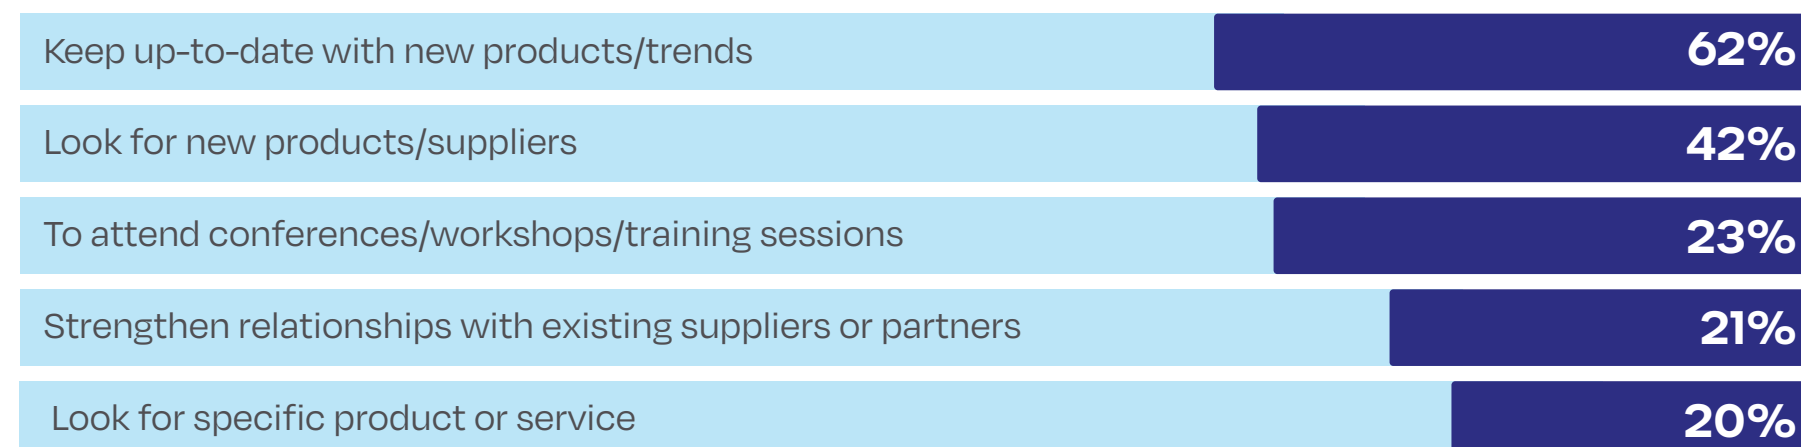 Keep up-to-date with new products/trends 62%
Look for new products/suppliers 42%
To attend conferences/workshops/training sessions 23%
Strengthen relationships with existing suppliers or partners 21%
Look for specific product or service 20%